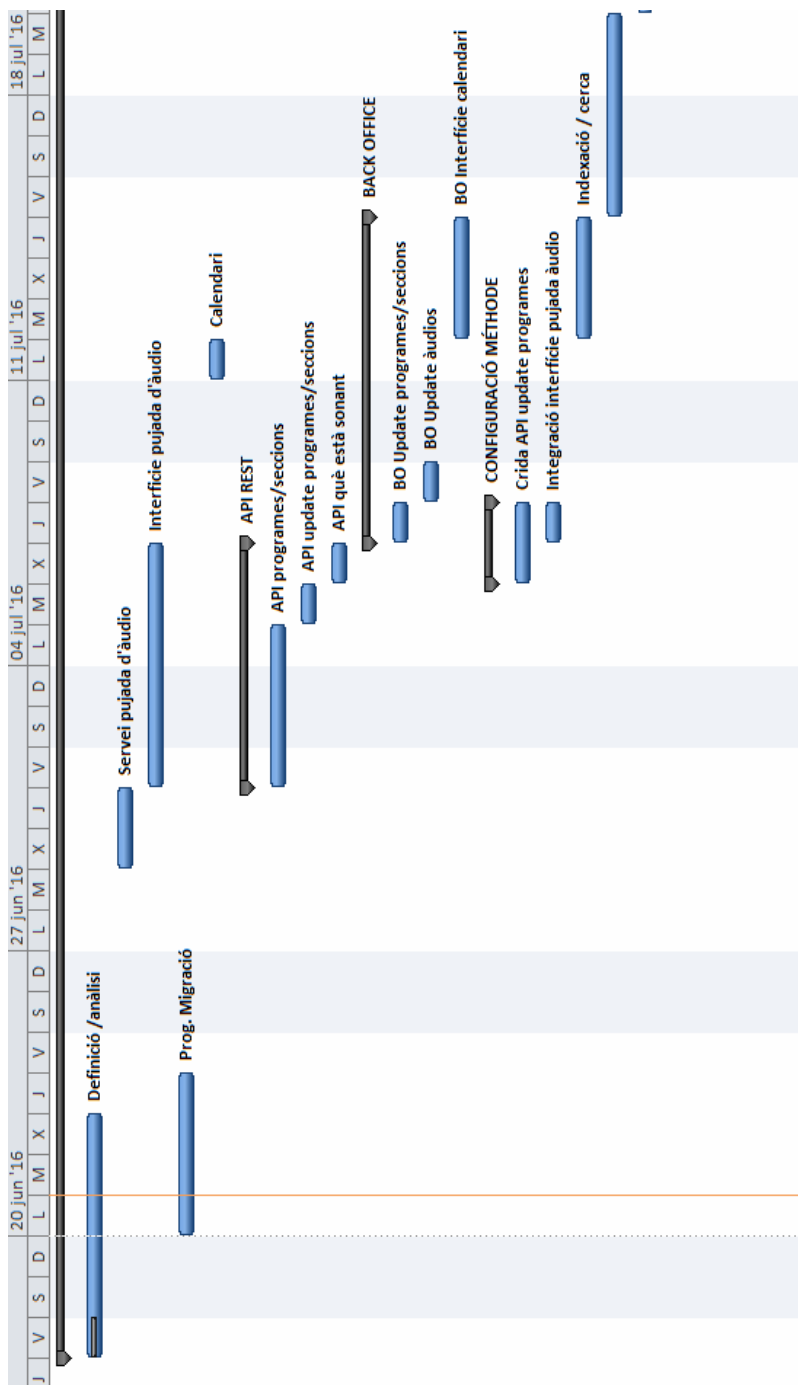 20 jun '16 27 jun '16 04 jul '16 11 jul '16 18 jul '16
J V S D L M X J V S D L M X J V S D L M X J V S D L M X J V S D L M
Definició /anàlisi
Servei pujada d'àudio
Interfície pujada d'àudio
Prog. Migració
Calendari
API REST
API programes/seccions
API update programes/seccions
API què està sonant
BACK OFFICE
BO Update programes/seccions
BO Update àudios
BO Interfície calendari
CONFIGURACIÓ MÉTHODE
Crida API update programes
Integració interfície pujada àudio
Indexació / cerca